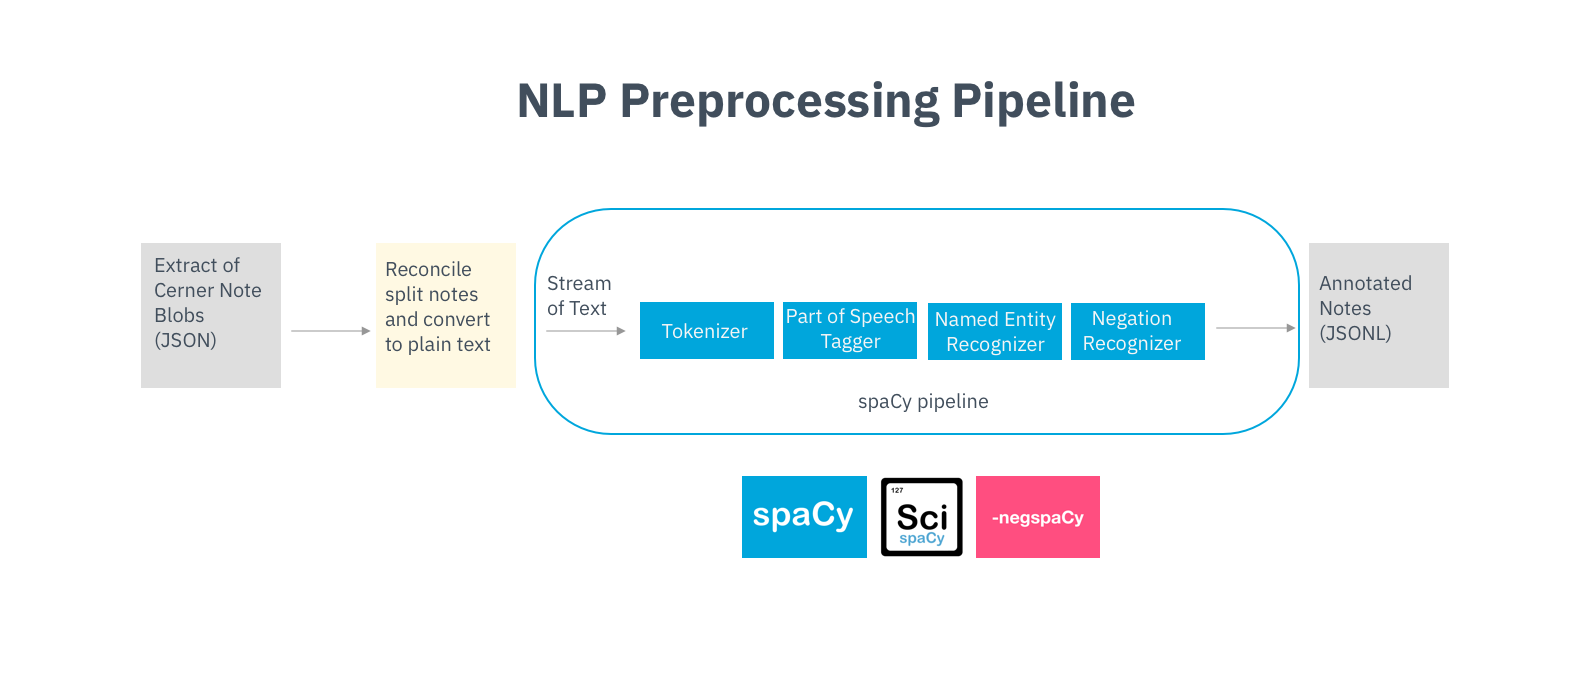 NLP Preprocessing Pipeline
Extract of
Cerner Note
Blobs
(JSON)
Reconcile
split notes
and convert
to plain text
Stream
of Text
Tokenizer
Part of Speech
Tagger
Named Entity
Recognizer
Negation
Recognizer
spaCy pipeline
Annotated
Notes
(JSONL)
spaCy
127
Sci
spaCy
-negspaCy